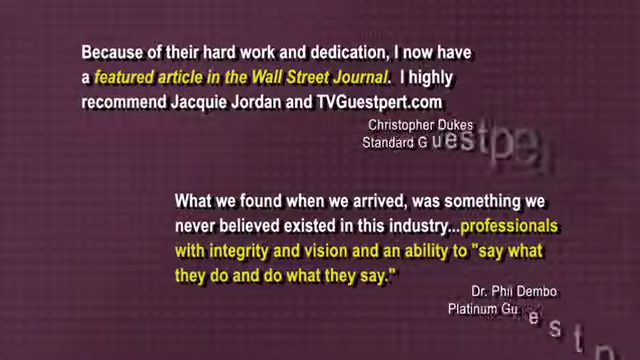 Because of their hard work and dedication, I now have
a featured article in the Wall Street Journal. I highly
recommend Jacquie Jordan and TVGuestpert.com
Christopher Dukes
Standard Guestpe
What we found when we arrived, was something we
never believed existed in this industry...professionals
with integrity and vision and an ability to "say what
they do and do what they say."
Dr. Phil Dembo
Platinum Guestp